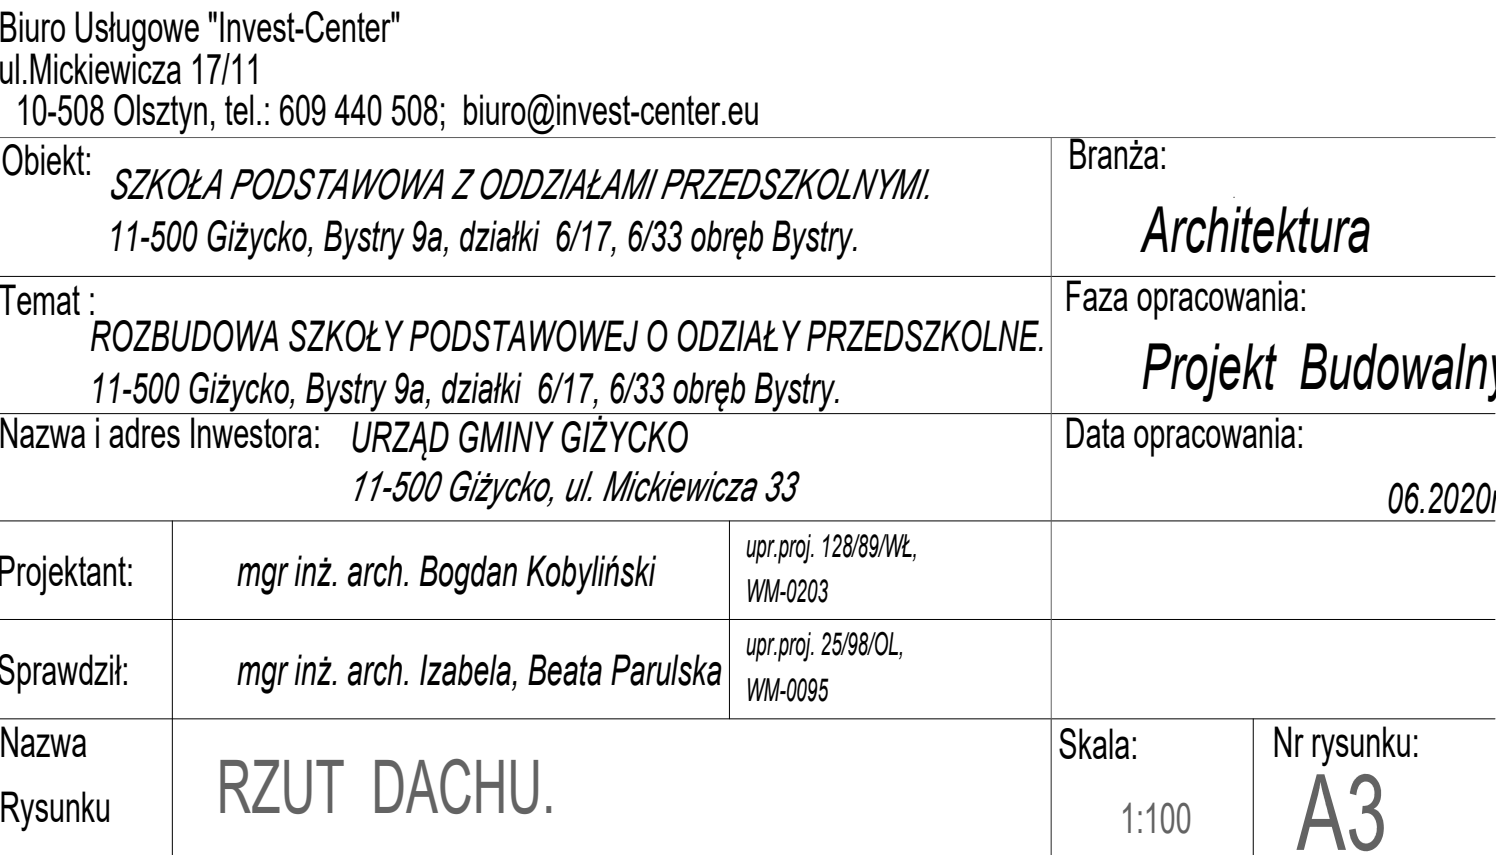 Biuro Usługowe "Invest-Center"
ul.Mickiewicza 17/11
10-508 Olsztyn, tel.: 609 440 508; biuro@invest-center.eu
Obiekt:
SZKOŁA PODSTAWOWA Z ODDZIAŁAMI PRZEDSZKOLNYMI.
11-500 Giżycko, Bystry 9a, działki 6/17, 6/33 obręb Bystry.
Branża:
Architektura
Temat :
ROZBUDOWA SZKOŁY PODSTAWOWEJ O ODZIAŁY PRZEDSZKOLNE.
11-500 Giżycko, Bystry 9a, działki 6/17, 6/33 obręb Bystry.
Faza opracowania:
Projekt Budowalny
Nazwa i adres Inwestora: URZĄD GMINY GIŻYCKO
11-500 Giżycko, ul. Mickiewicza 33
Data opracowania:
06.2020r
Projektant:
mgr inż. arch. Bogdan Kobyliński
upr.proj. 128/89/WŁ,
WM-0203
Sprawdził:
mgr inż. arch. Izabela, Beata Parulska
upr.proj. 25/98/OL,
WM-0095
Nazwa
Rysunku
RZUT DACHU.
Skala:
1:100
Nr rysunku:
A3